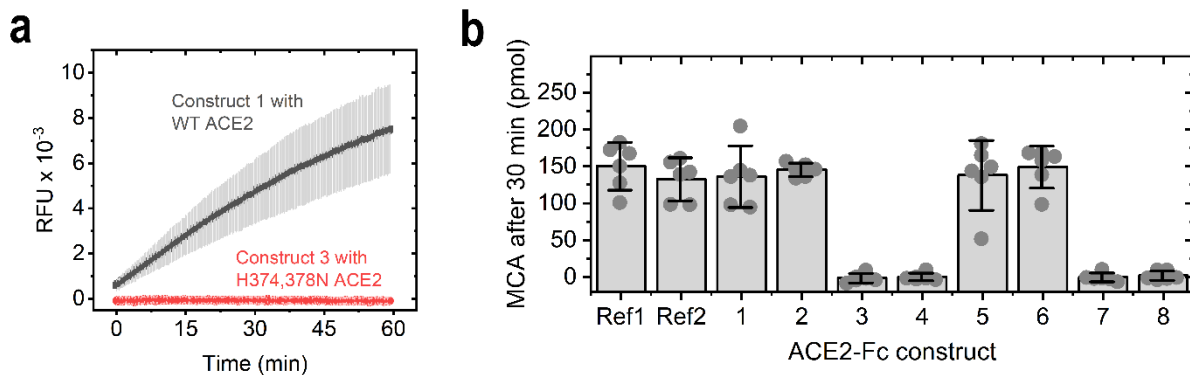 a
RFU x 10-3
10
8
6
4
2
0
Construct 1 with
WT ACE2
Construct 3 with
H374,378N ACE2
0 15 30 45 60
Time (min)
b
MCA after 30 min (pmol)
250
200
150
100
50
0
Ref1 Ref2 1 2 3 4 5 6 7 8
ACE2-Fc construct